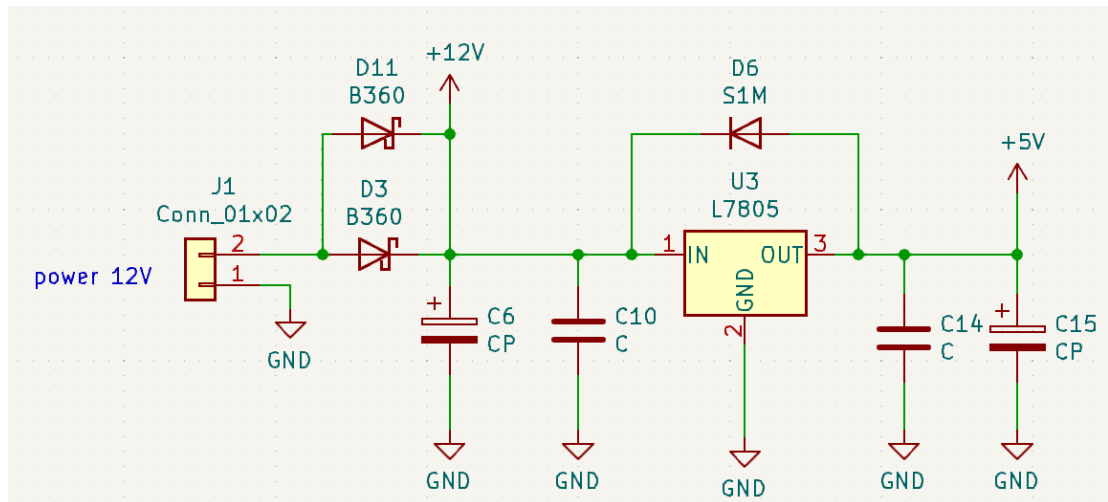 +12V
D11
B360
D6
S1M
+5V
J1
Conn_01x02
D3
B360
U3
L7805
2
1
power 12V
1
IN
OUT
3
GND
2
+
C6
CP
C10
C
C14
C
+
C15
CP
GND
GND
GND
GND
GND
GND